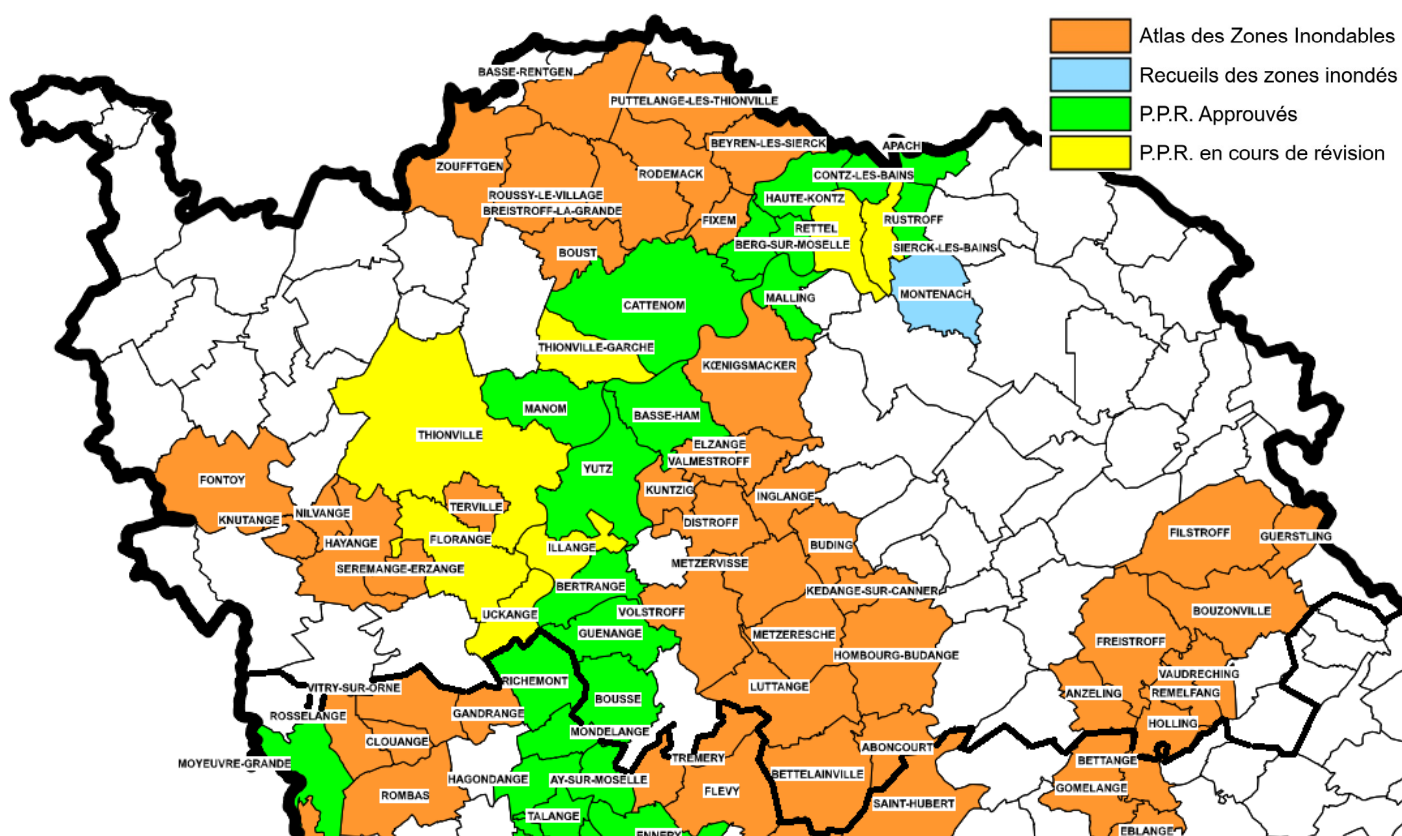 Atlas des Zones Inondables
Recueils des zones inondés
P.P.R. Approuvés
P.P.R. en cours de révision
BASSE-RENTGEN
PUTTELANGE-LES-THIONVILLE
BEYREN-LES-SIERCK
APACH
ZOUFFTGEN
RODEMACK
CONTZ-LES-BAINS
ROUSSY-LE-VILLAGE
HAUTE-KONTZ
BREISTROFF-LA-GRANDE
FIXEM
RUSTROFF
RETTEL
BERG-SUR-MOSELLE
SIERCK-LES-BAINS
BOUST
MONTENACH
MALLING
CATTENOM
THIONVILLE-GARCHE
KŒNIGSMACKER
MANOM
BASSE-HAM
THIONVILLE
ELZANGE
VALMESTROFF
YUTZ
FONTOY
KUNTZIG
INGLANGE
TERVILLE
NILVANGE
KNUTANGE
DISTROFF
FILSTROFF
GUERSTLING
FLORANGE
HAYANGE
ILLANGE
BUDING
METZERVISSE
SEREMANGE-ERZANGE
BERTRANGE
KEDANGE-SUR-CANNER
UCKANGE
VOLSTROFF
BOUZONVILLE
GUENANGE
METZERESCHE
FREISTROFF
HOMBOURG-BUDANGE
VAUDRECHING
RICHEMONT
VITRY-SUR-ORNE
LUTTANGE
ANZELING
REMELFANG
BOUSSE
GANDRANGE
ROSSELANGE
HOLLING
MONDELANGE
CLOUANGE
ABONCOURT
TREMERY
BETTANGE
MOYEUVRE-GRANDE
BETTELAINVILLE
HAGONDANGE
AY-SUR-MOSELLE
GOMELANGE
FLEVY
ROMBAS
SAINT-HUBERT
TALANGE
EBLANGE
ENNERY